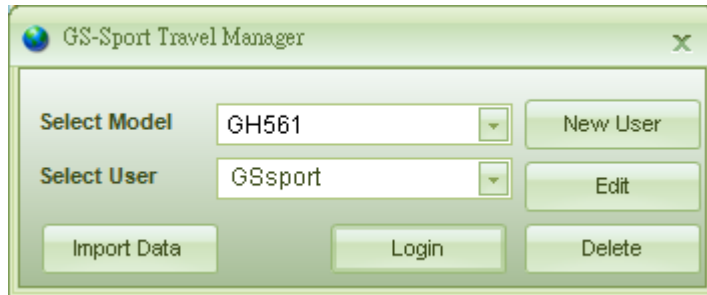 GS-Sport Travel Manager
x
Select Model GH561 New User
Select User GSsport Edit
Import Data Login Delete